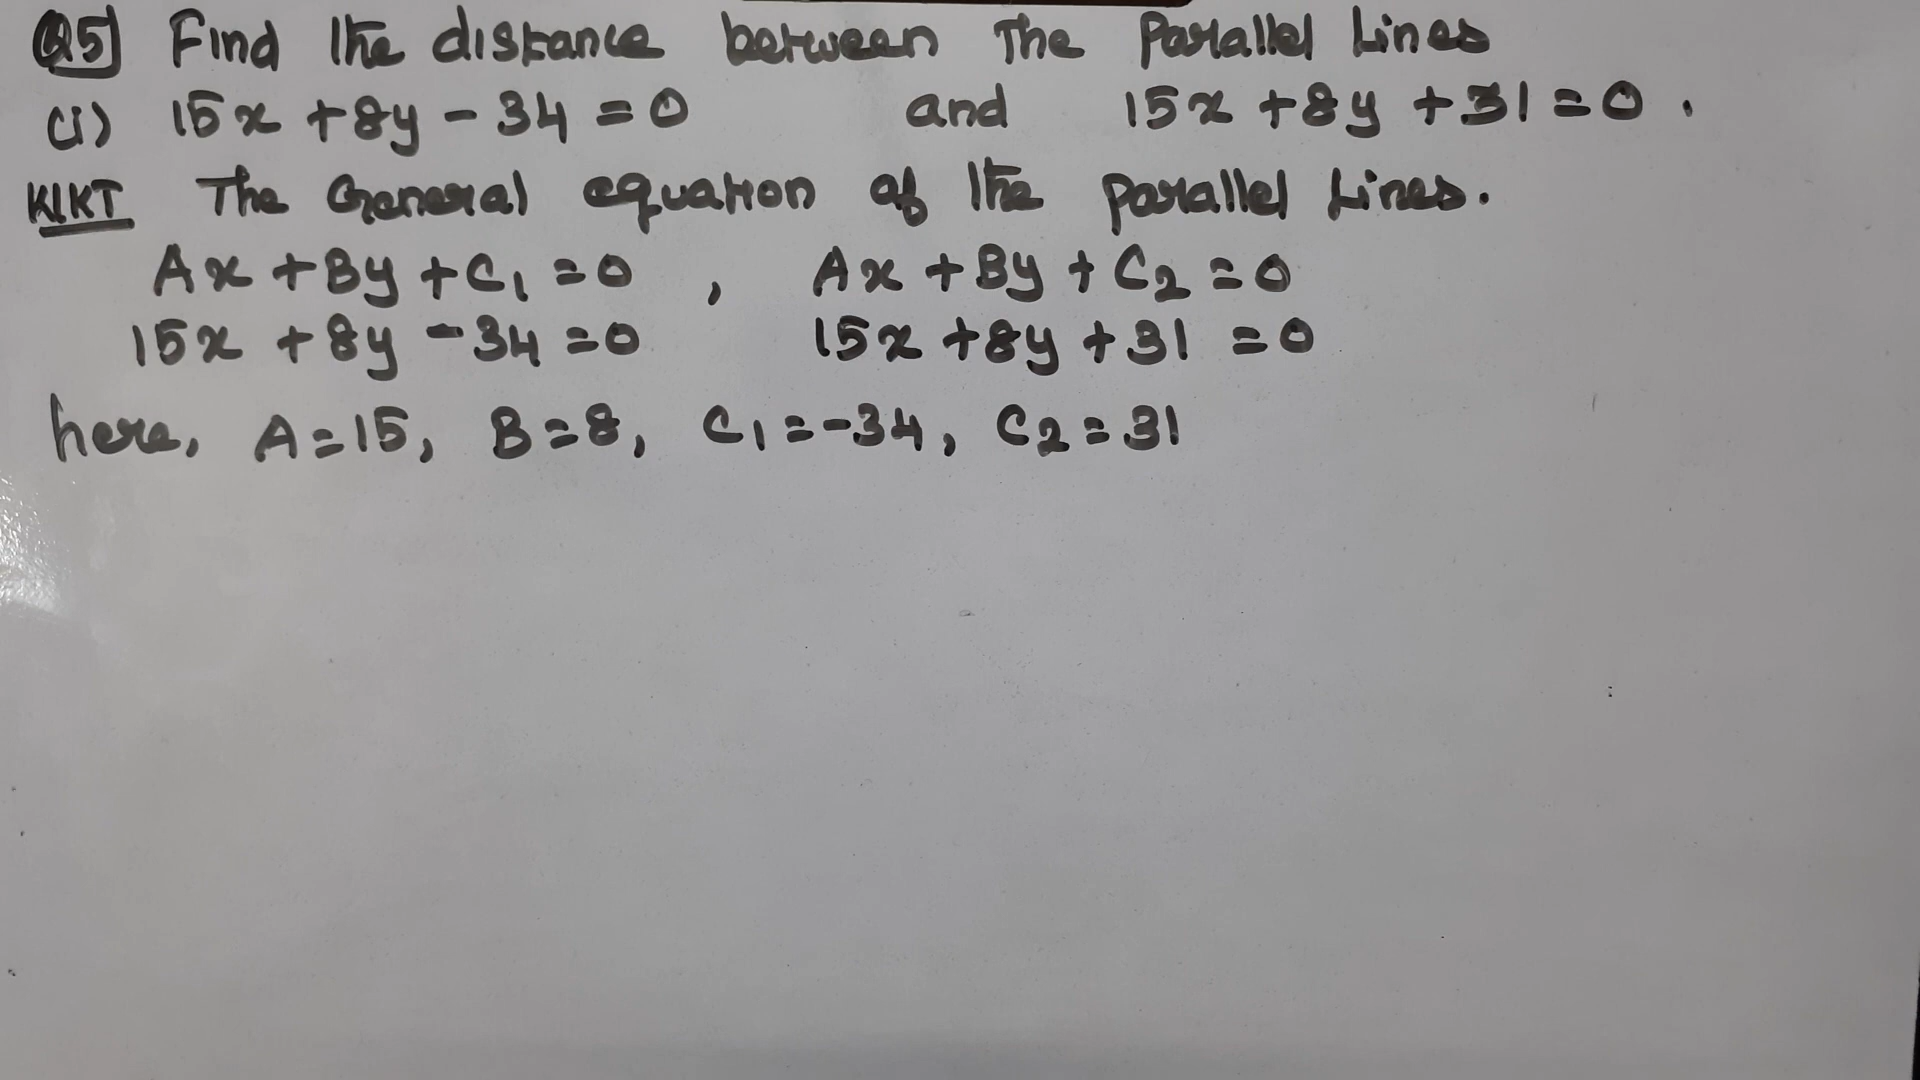 Q5] Find the distance between The Parallel Lines
(i) 15x + 8y - 34 = 0 and 15x + 8y + 31 = 0 .
KLKT The General equation of the parallel Lines.
Ax + By + C₁ = 0 , Ax + By + C₂ = 0
15x + 8y - 34 = 0 15x + 8y + 31 = 0
here, A = 15, B = 8, C₁ = -34, C₂ = 31